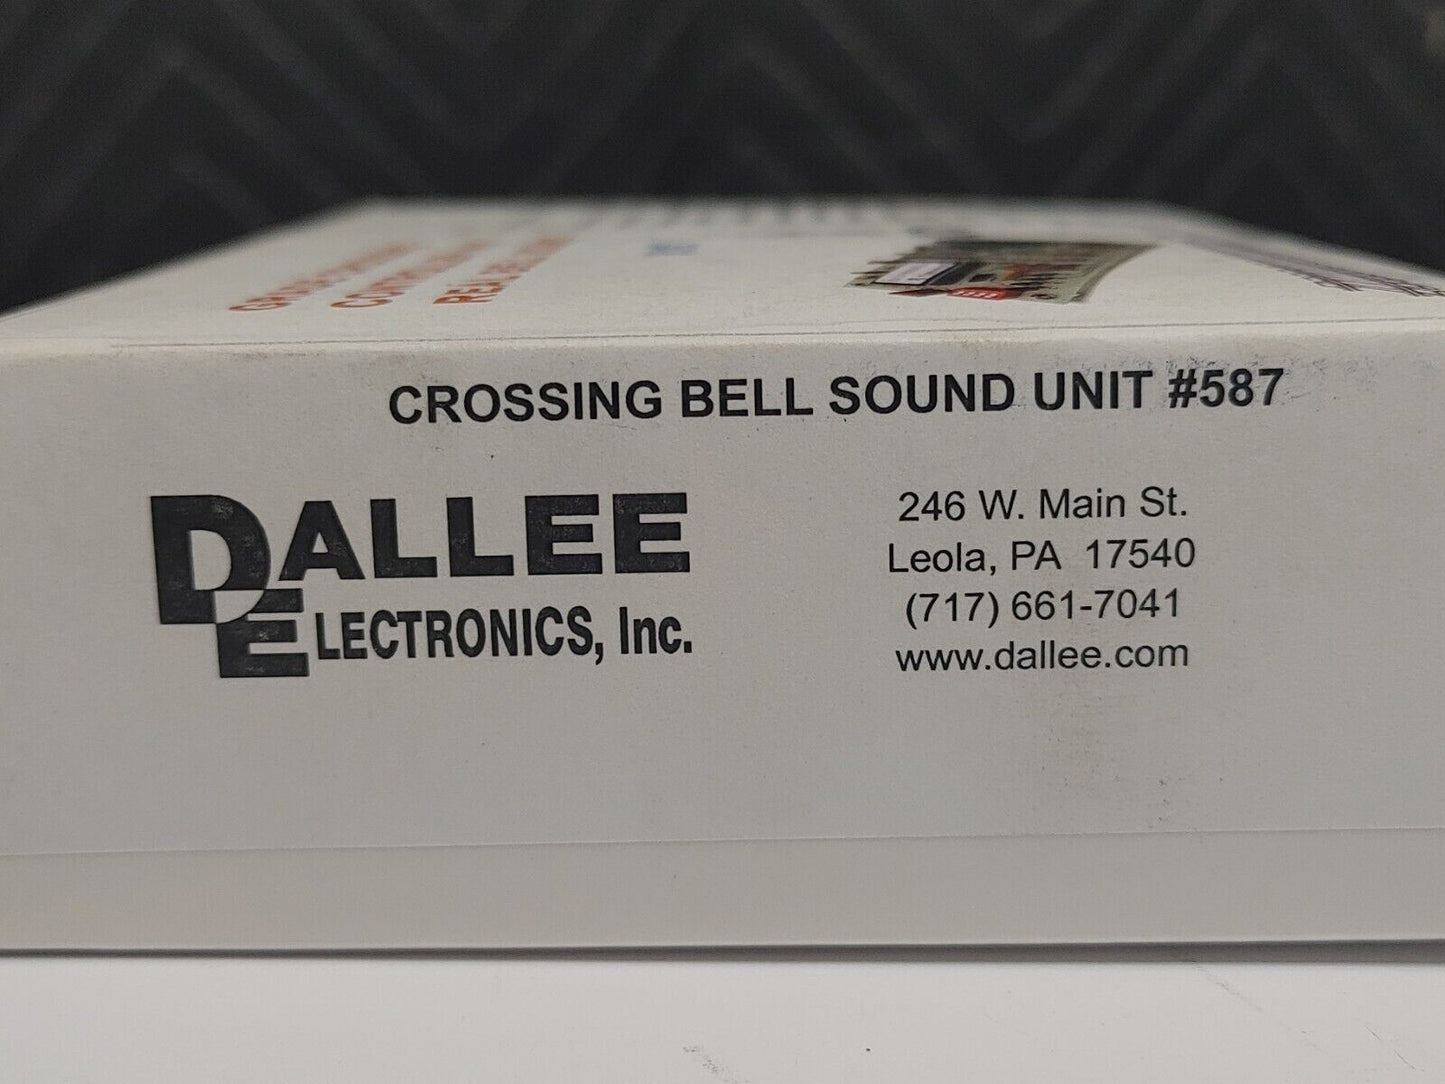 CROSSING BELL SOUND UNIT #587
DALLEE
ELECTRONICS, Inc.
246 W. Main St.
Leola, PA 17540
(717) 661-7041
www.dallee.com